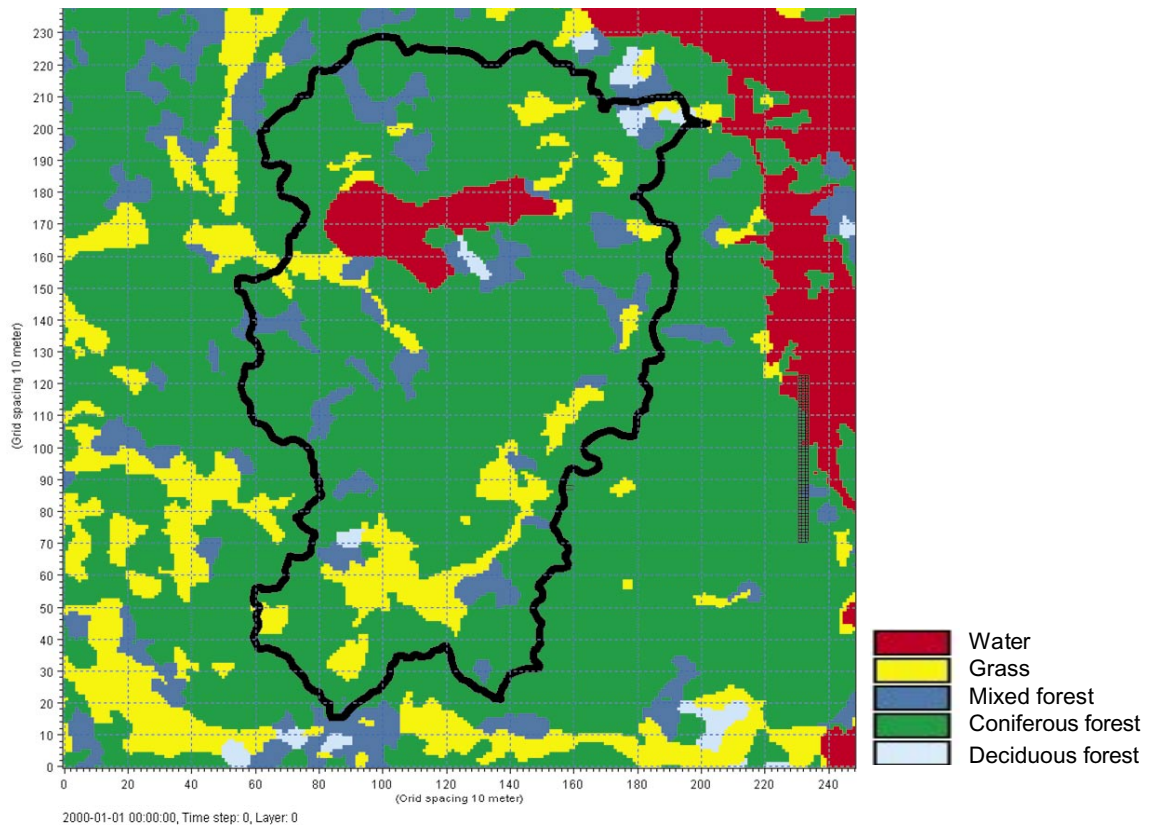 230
220
210
200
190
180
170
160
150
140
130
120
110
100
90
80
70
60
50
40
30
20
10
0
(Grid spacing 10 meter)
0 20 40 60 80 100 120 140 160 180 200 220 240
(Grid spacing 10 meter)
2000-01-01 00:00:00, Time step: 0, Layer: 0
Water
Grass
Mixed forest
Coniferous forest
Deciduous forest